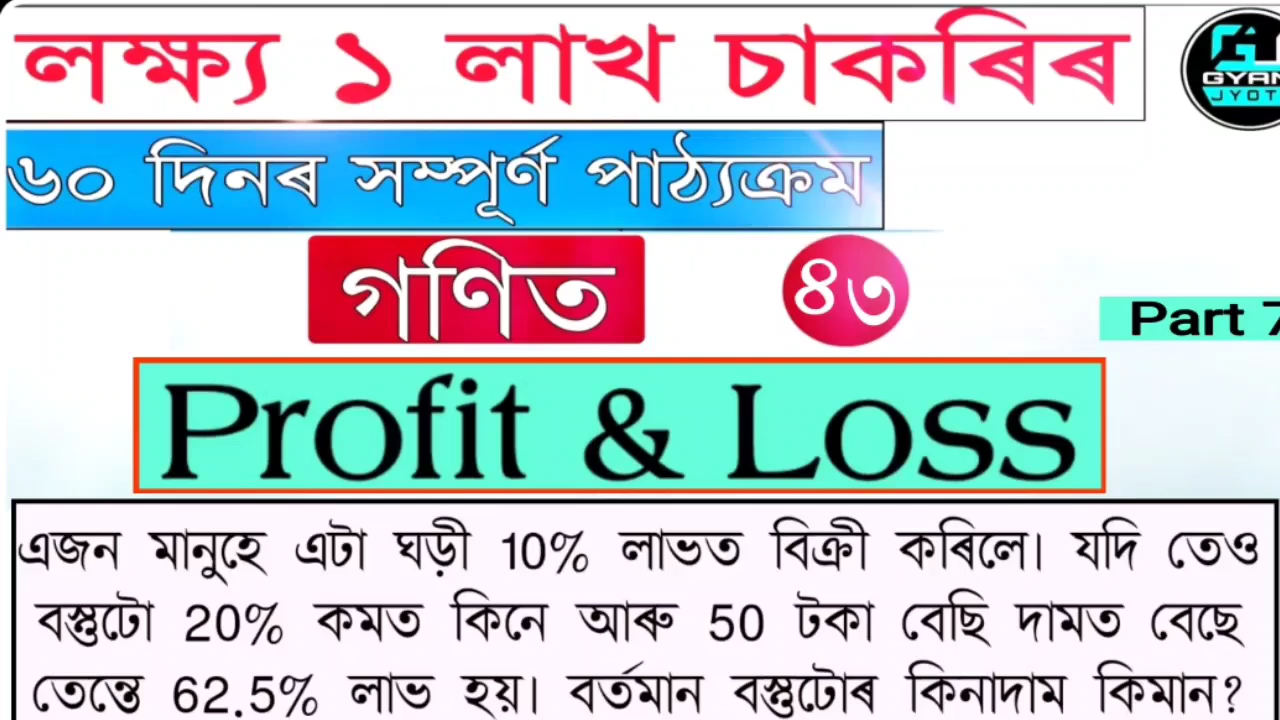 লক্ষ্য ১ লাখ চাকৰিৰ
৬০ দিনৰ সম্পূৰ্ণ পাঠ্যক্ৰম
গণিত ৪৩
Part 7
Profit & Loss
এজন মানুহে এটা ঘড়ী 10% লাভত বিক্ৰী কৰিলে। যদি তেও
বস্তুটো 20% কমত কিনে আৰু 50 টকা বেছি দামত বেছে
তেন্তে 62.5% লাভ হয়। বৰ্তমান বস্তুটোৰ কিনাদাম কিমান?